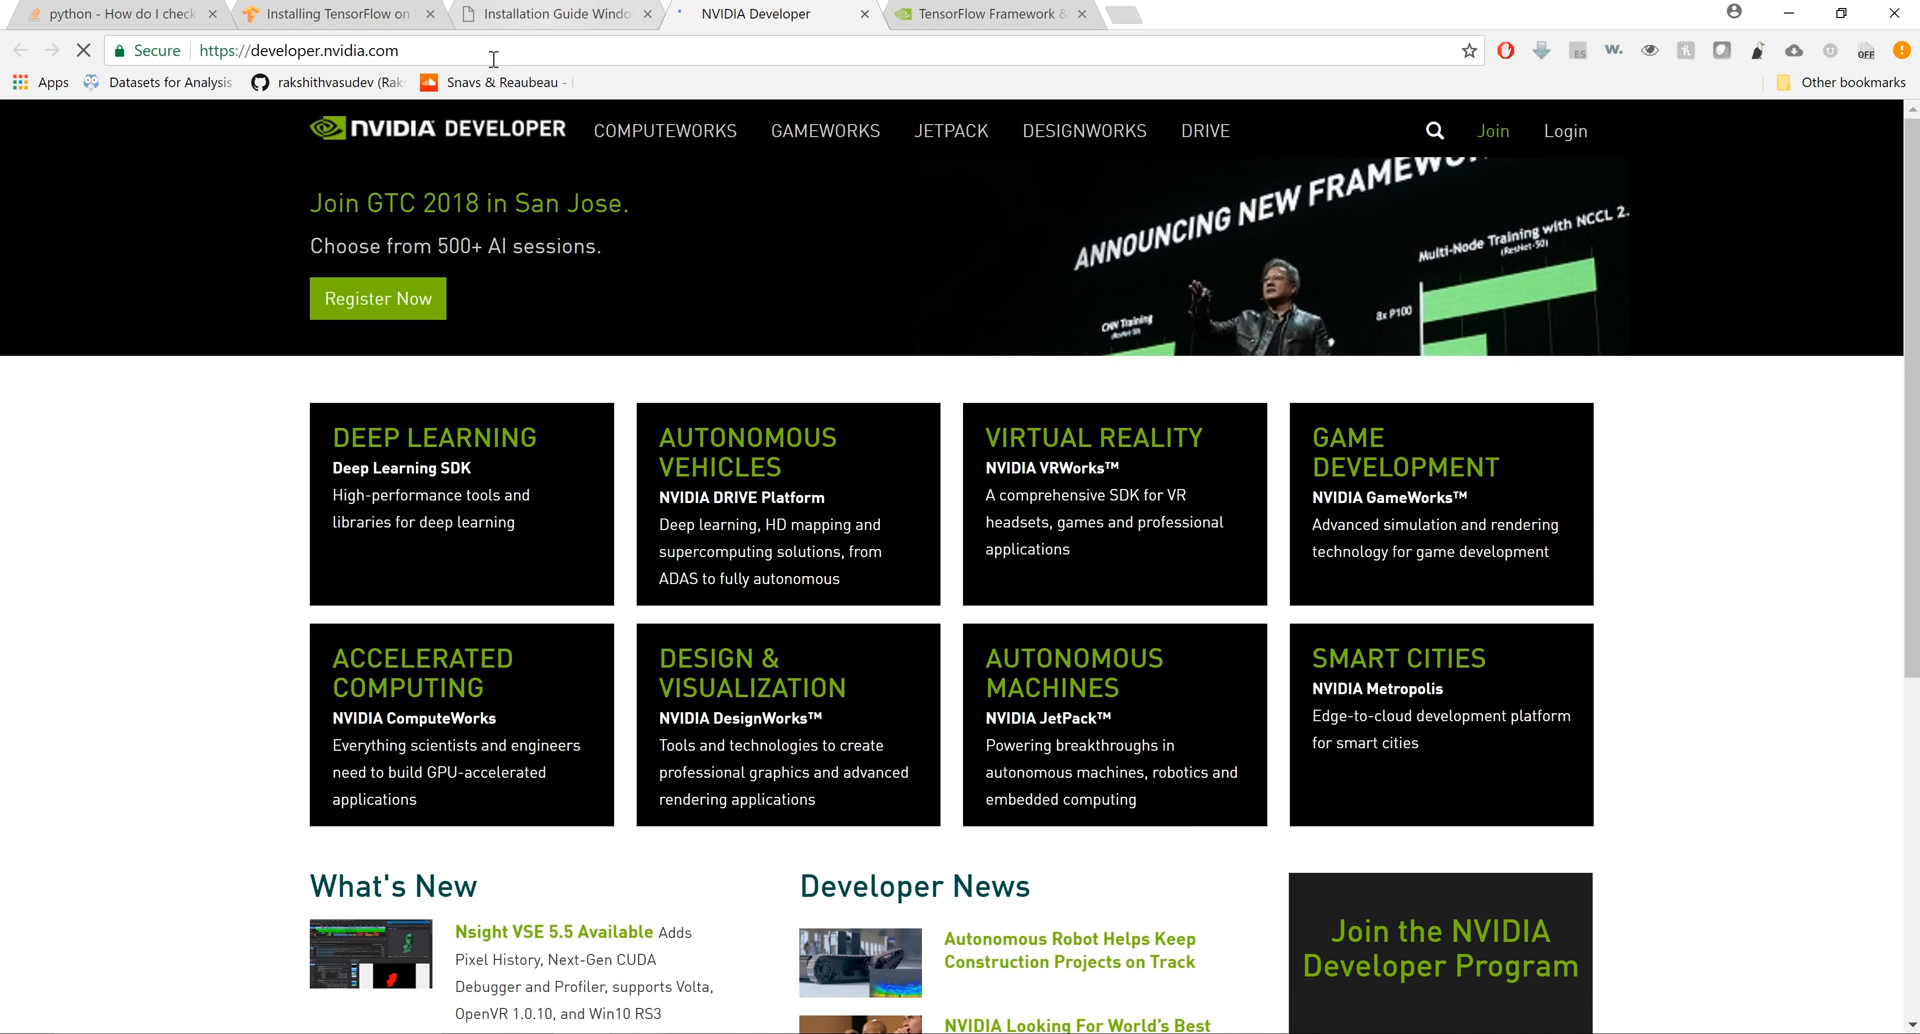 python - How do I check
Installing TensorFlow on
Installation Guide Windo
NVIDIA Developer
TensorFlow Framework &
Secure
https://developer.nvidia.com
ES
w.
OFF
Apps
Datasets for Analysis
rakshithvasudev (Rak
Snavs & Reaubeau -
Other bookmarks
NVIDIA DEVELOPER
COMPUTEWORKS
GAMEWORKS
JETPACK
DESIGNWORKS
DRIVE
Join
Login
Join GTC 2018 in San Jose.
Choose from 500+ AI sessions.
Register Now
ANNOUNCING NEW FRAMEWO
Multi-Node Training with NCCL 2.
(ResNet-50)
8x P100
CNN Training
(ResNet-50)
DEEP LEARNING
Deep Learning SDK
High-performance tools and
libraries for deep learning
AUTONOMOUS
VEHICLES
NVIDIA DRIVE Platform
Deep learning, HD mapping and
supercomputing solutions, from
ADAS to fully autonomous
VIRTUAL REALITY
NVIDIA VRWorks™
A comprehensive SDK for VR
headsets, games and professional
applications
GAME
DEVELOPMENT
NVIDIA GameWorks™
Advanced simulation and rendering
technology for game development
ACCELERATED
COMPUTING
NVIDIA ComputeWorks
Everything scientists and engineers
need to build GPU-accelerated
applications
DESIGN &
VISUALIZATION
NVIDIA DesignWorks™
Tools and technologies to create
professional graphics and advanced
rendering applications
AUTONOMOUS
MACHINES
NVIDIA JetPack™
Powering breakthroughs in
autonomous machines, robotics and
embedded computing
SMART CITIES
NVIDIA Metropolis
Edge-to-cloud development platform
for smart cities
What's New
Nsight VSE 5.5 Available Adds
Pixel History, Next-Gen CUDA
Debugger and Profiler, supports Volta,
OpenVR 1.0.10, and Win10 RS3
Developer News
Autonomous Robot Helps Keep
Construction Projects on Track
NVIDIA Looking For World's Best
Join the NVIDIA
Developer Program